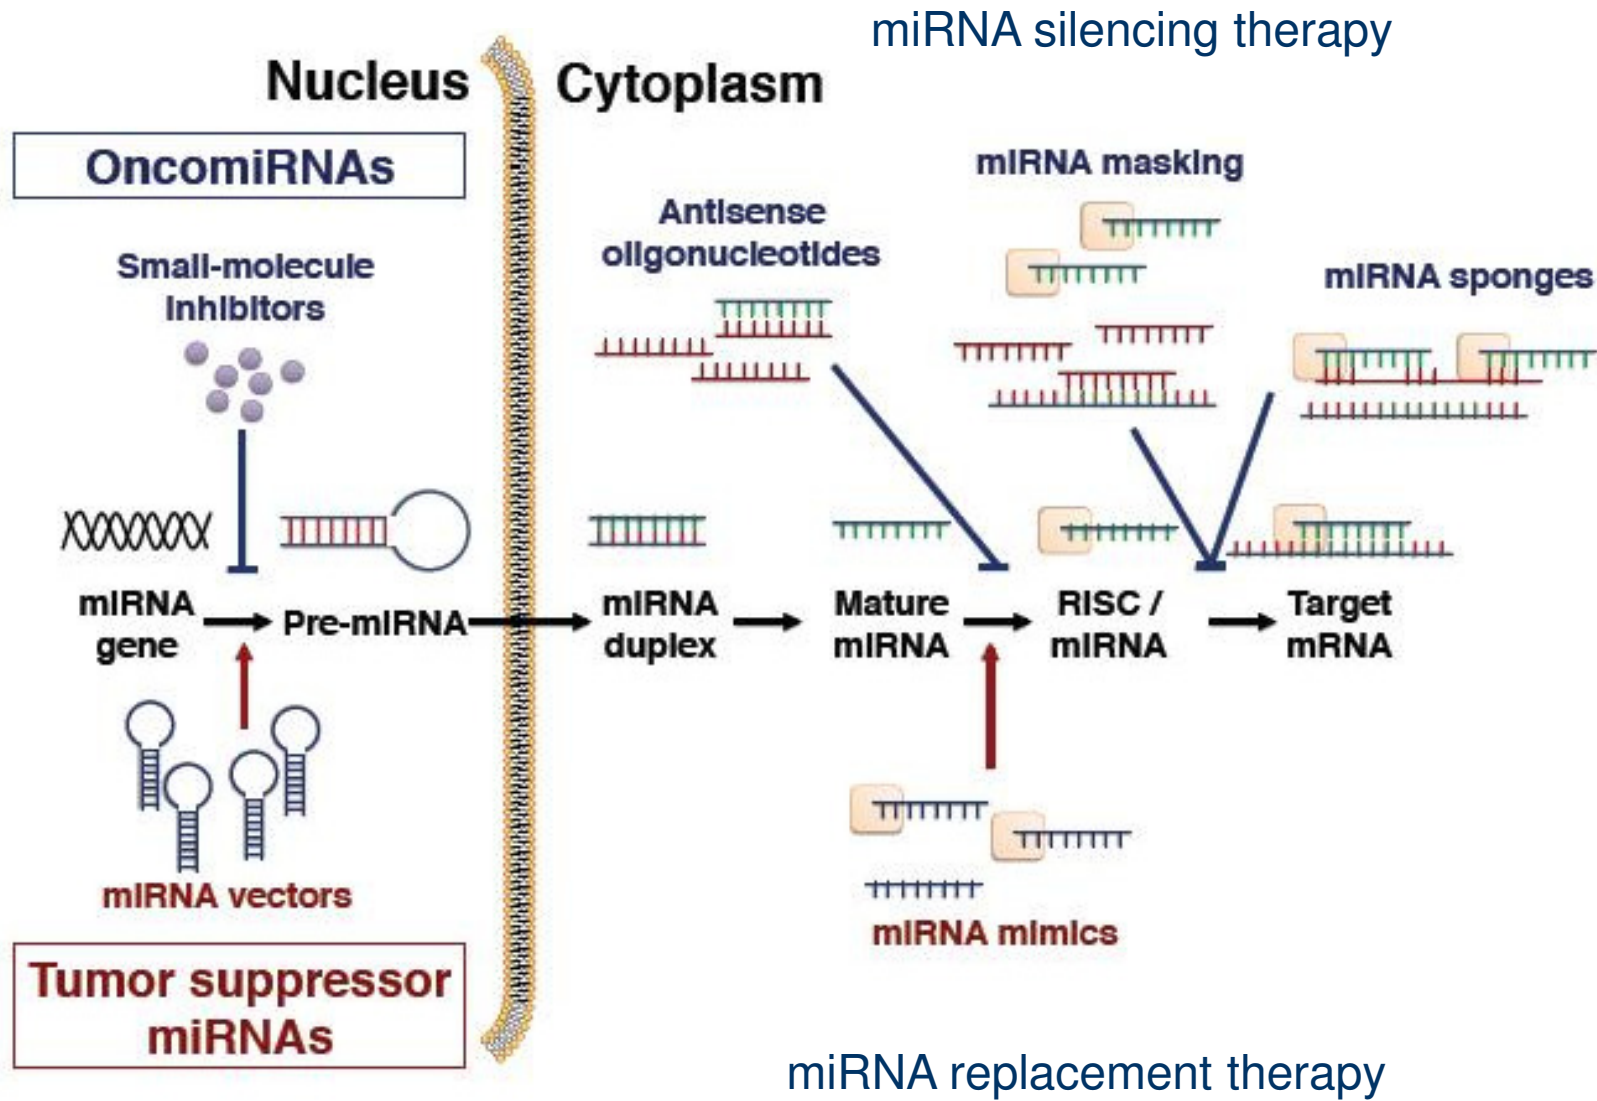 miRNA silencing therapy
Nucleus
Cytoplasm
OncomiRNAs
miRNA masking
Antisense
oligonucleotides
Small-molecule
inhibitors
miRNA sponges
miRNA
gene
Pre-miRNA
miRNA
duplex
Mature
miRNA
RISC /
miRNA
Target
mRNA
miRNA vectors
miRNA mimics
Tumor suppressor
miRNAs
miRNA replacement therapy